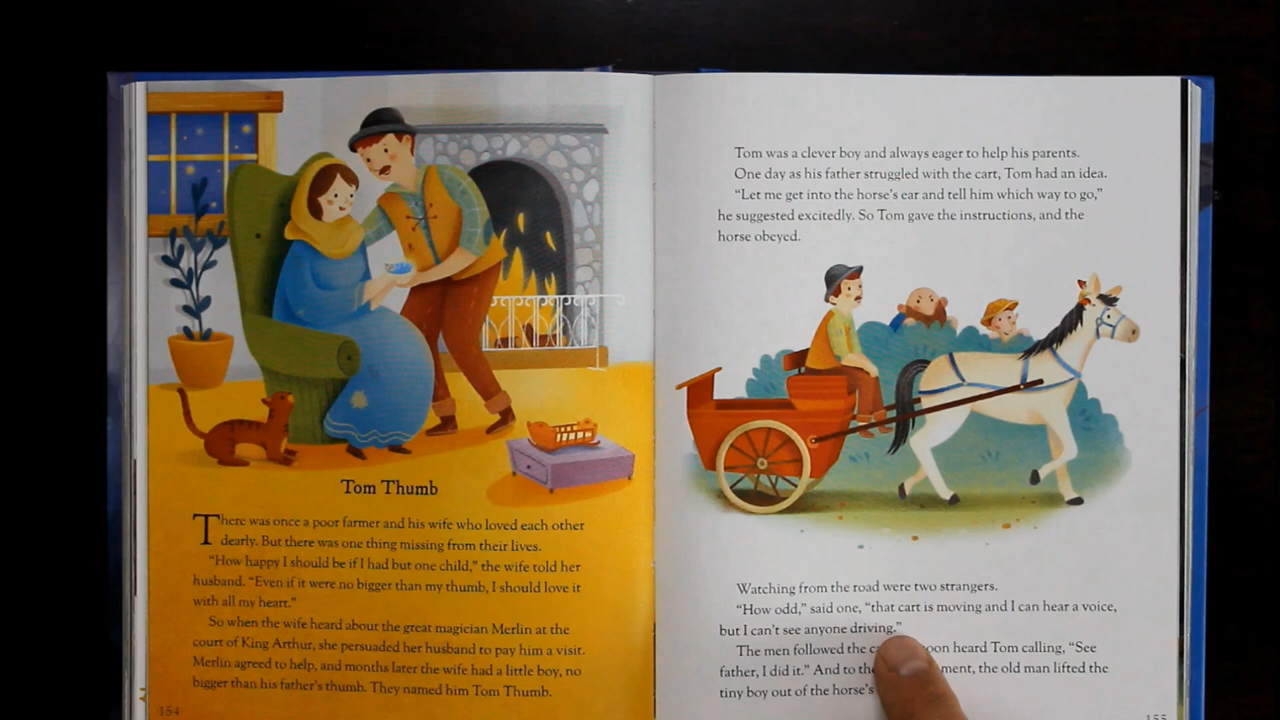 Tom Thumb
There was once a poor farmer and his wife who loved each other
dearly. But there was one thing missing from their lives.
“How happy I should be if I had but one child,” the wife told her
husband. “Even if it were no bigger than my thumb, I should love it
with all my heart.”
So when the wife heard about the great magician Merlin at the
court of King Arthur, she persuaded her husband to pay him a visit.
Merlin agreed to help, and months later the wife had a little boy, no
bigger than his father’s thumb. They named him Tom Thumb.
154
Tom was a clever boy and always eager to help his parents.
One day as his father struggled with the cart, Tom had an idea.
“Let me get into the horse’s ear and tell him which way to go,”
he suggested excitedly. So Tom gave the instructions, and the
horse obeyed.
Watching from the road were two strangers.
“How odd,” said one, “that cart is moving and I can hear a voice,
but I can’t see anyone driving.”
The men followed the soon heard Tom calling, “See
father, I did it.” And to the the old man lifted the
tiny boy out of the horse’s
155